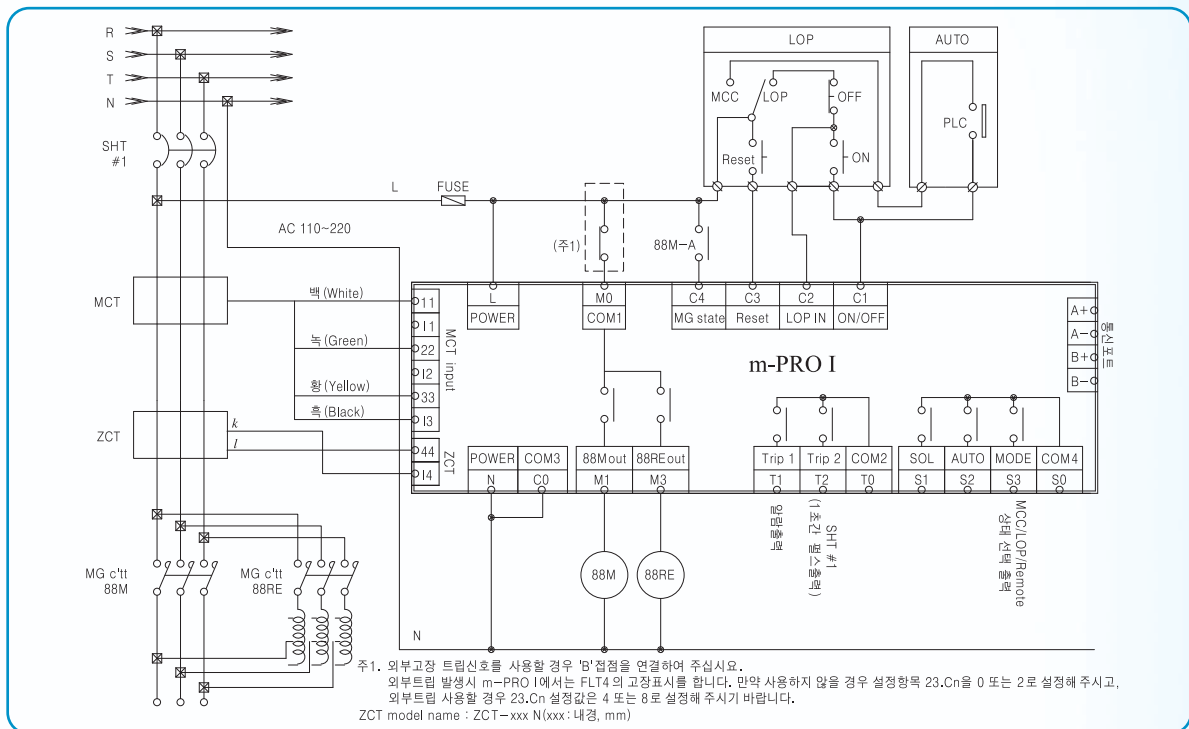 R
S
T
N
SHT #1
L
FUSE
AC 110~220
(주1)
88M-A
LOP
MCC
LOP
OFF
Reset
ON
AUTO
PLC
MCT
백(White)
녹(Green)
황(Yellow)
흑(Black)
ZCT
k
l
11
I1
22
I2
33
I3
MCT input
44
I4
ZCT
L
POWER
M0
COM1
C4
MG state
C3
Reset
C2
LOP IN
C1
ON/OFF
A+
A-
B+
B-
통신포트
m-PRO I
POWER
N
COM3
C0
88M out
M1
88RE out
M3
Trip 1
T1
Trip 2
T2
COM2
T0
SOL
S1
AUTO
S2
MODE
S3
COM4
S0
알람출력
SHT #1
(1초간 펄스출력)
MCC/LOP/Remote
상태 선택 출력
88M
88RE
MG c'tt
88M
MG c'tt
88RE
N
주1. 외부고장 트립신호를 사용할 경우 'B'접점을 연결하여 주십시요.
외부트립 발생시 m-PRO I에서는 FLT4의 고장표시를 합니다. 만약 사용하지 않을 경우 설정항목 23.Cn을 0 또는 2로 설정해 주시고,
외부트립 사용할 경우 23.Cn 설정값은 4 또는 8로 설정해 주시기 바랍니다.
ZCT model name : ZCT-xxx N(xxx : 내경, mm)